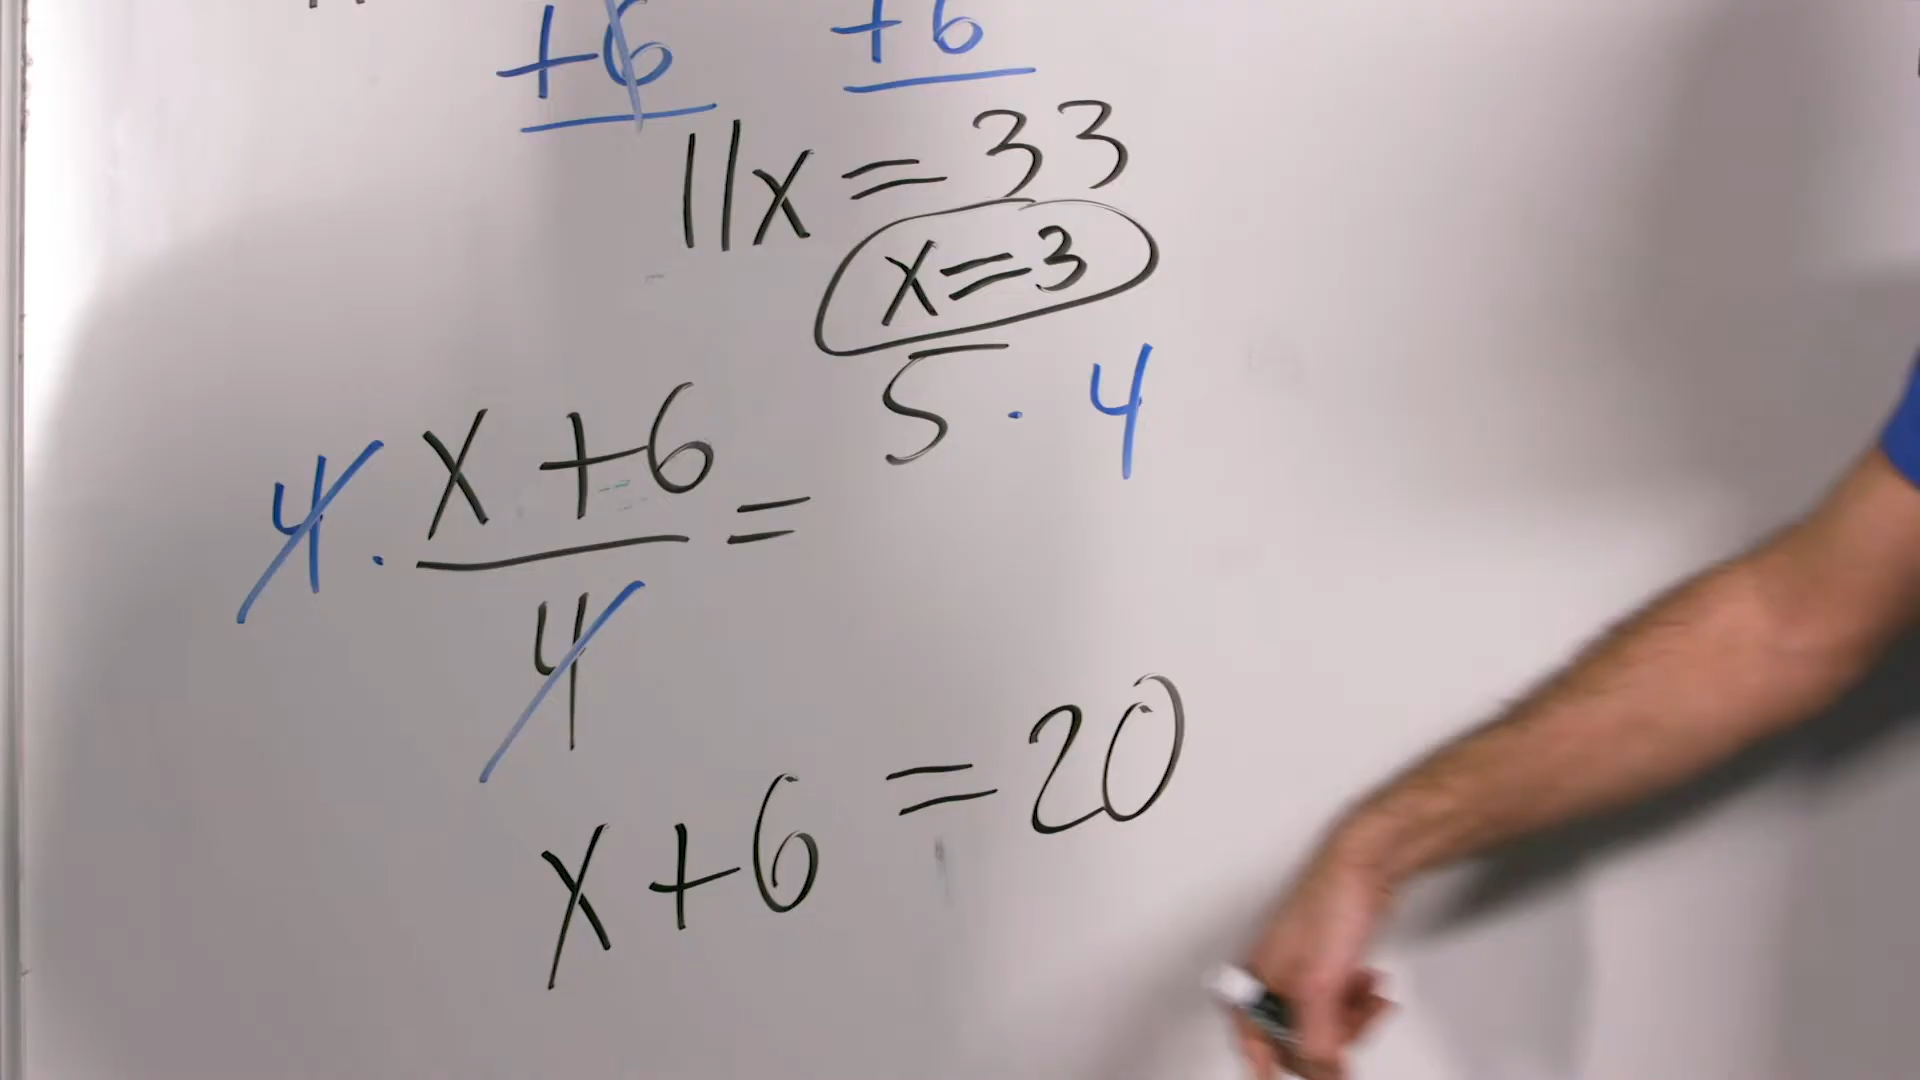 +6 +6
11x = 33
x = 3
4 · x + 6 = 5 · 4
4
x + 6 = 20